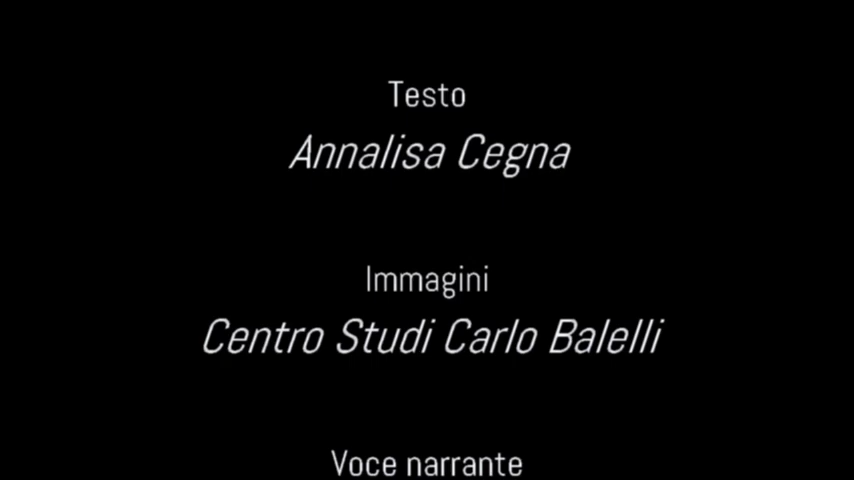 Testo
Annalisa Cegna
Immagini
Centro Studi Carlo Balelli
Voce narrante